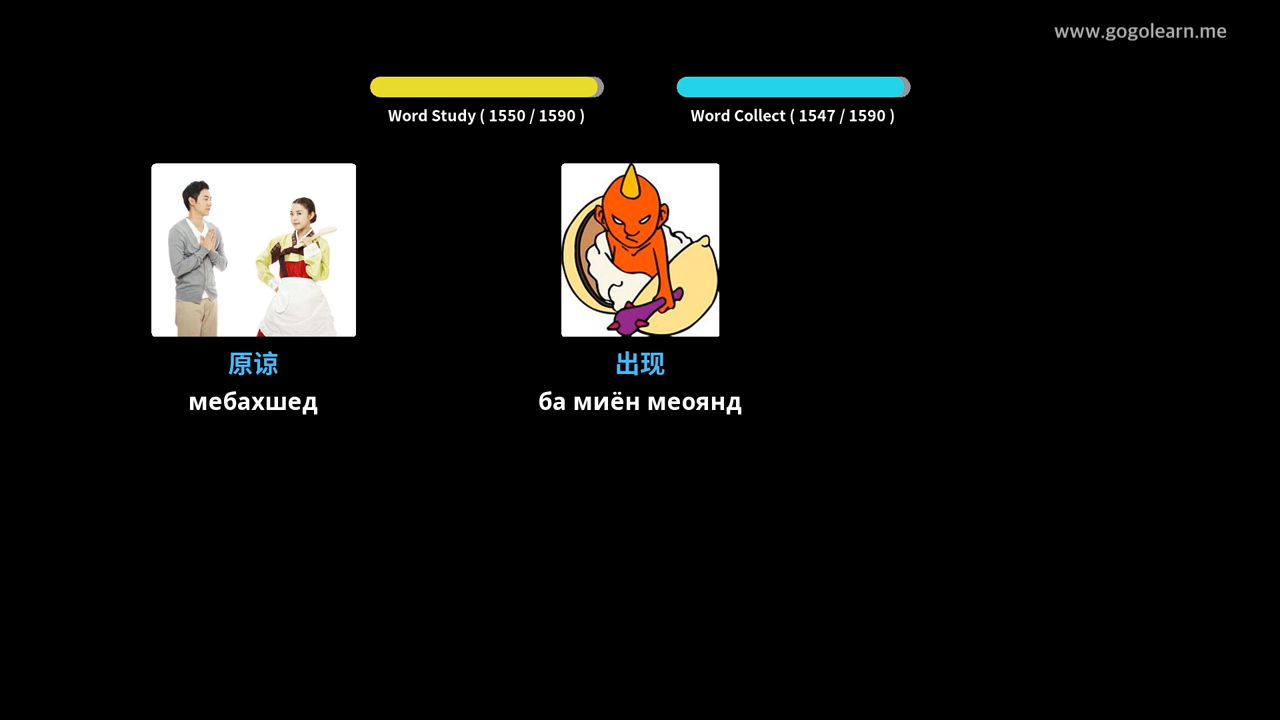 www.gogolearn.me
Word Study ( 1550 / 1590 )
Word Collect ( 1547 / 1590 )
原谅
мебахшед
出现
ба миён меоянд